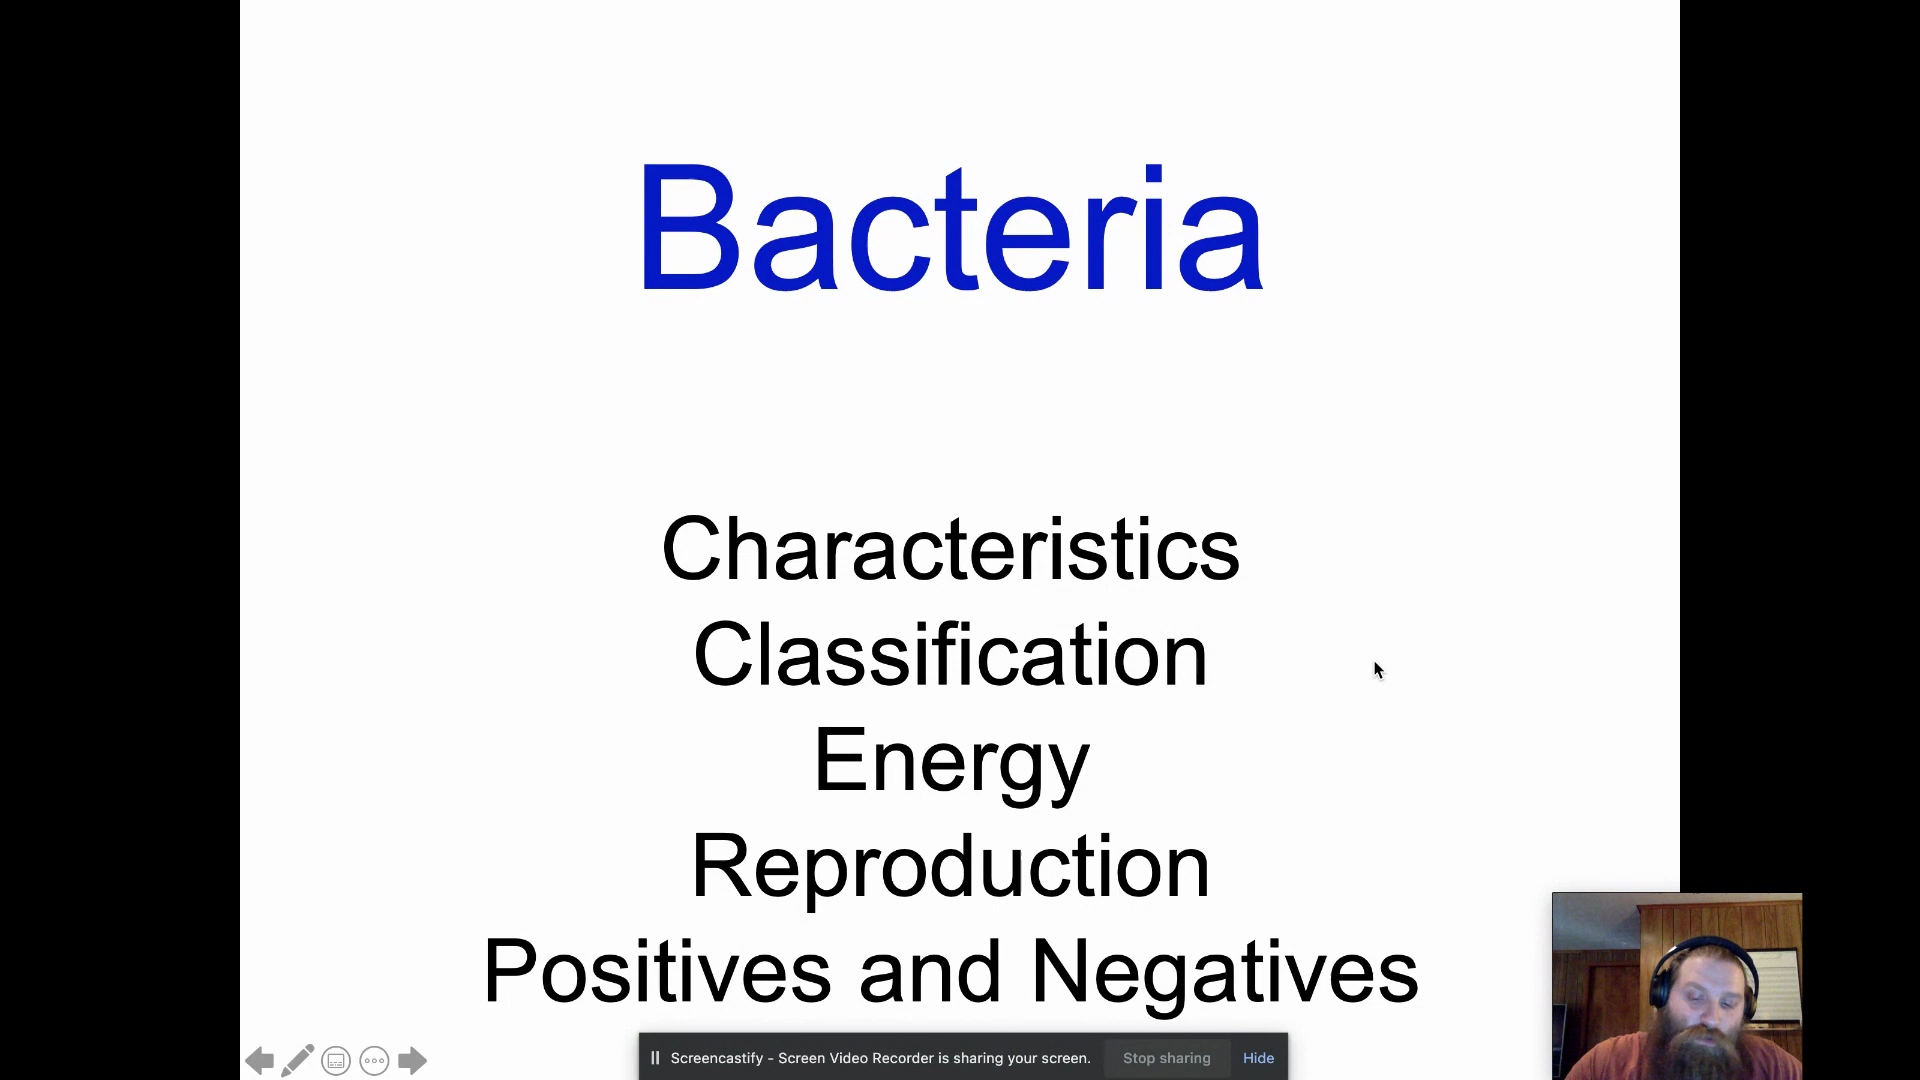 Bacteria
Characteristics
Classification
Energy
Reproduction
Positives and Negatives
Screencastify - Screen Video Recorder is sharing your screen. Stop sharing Hide